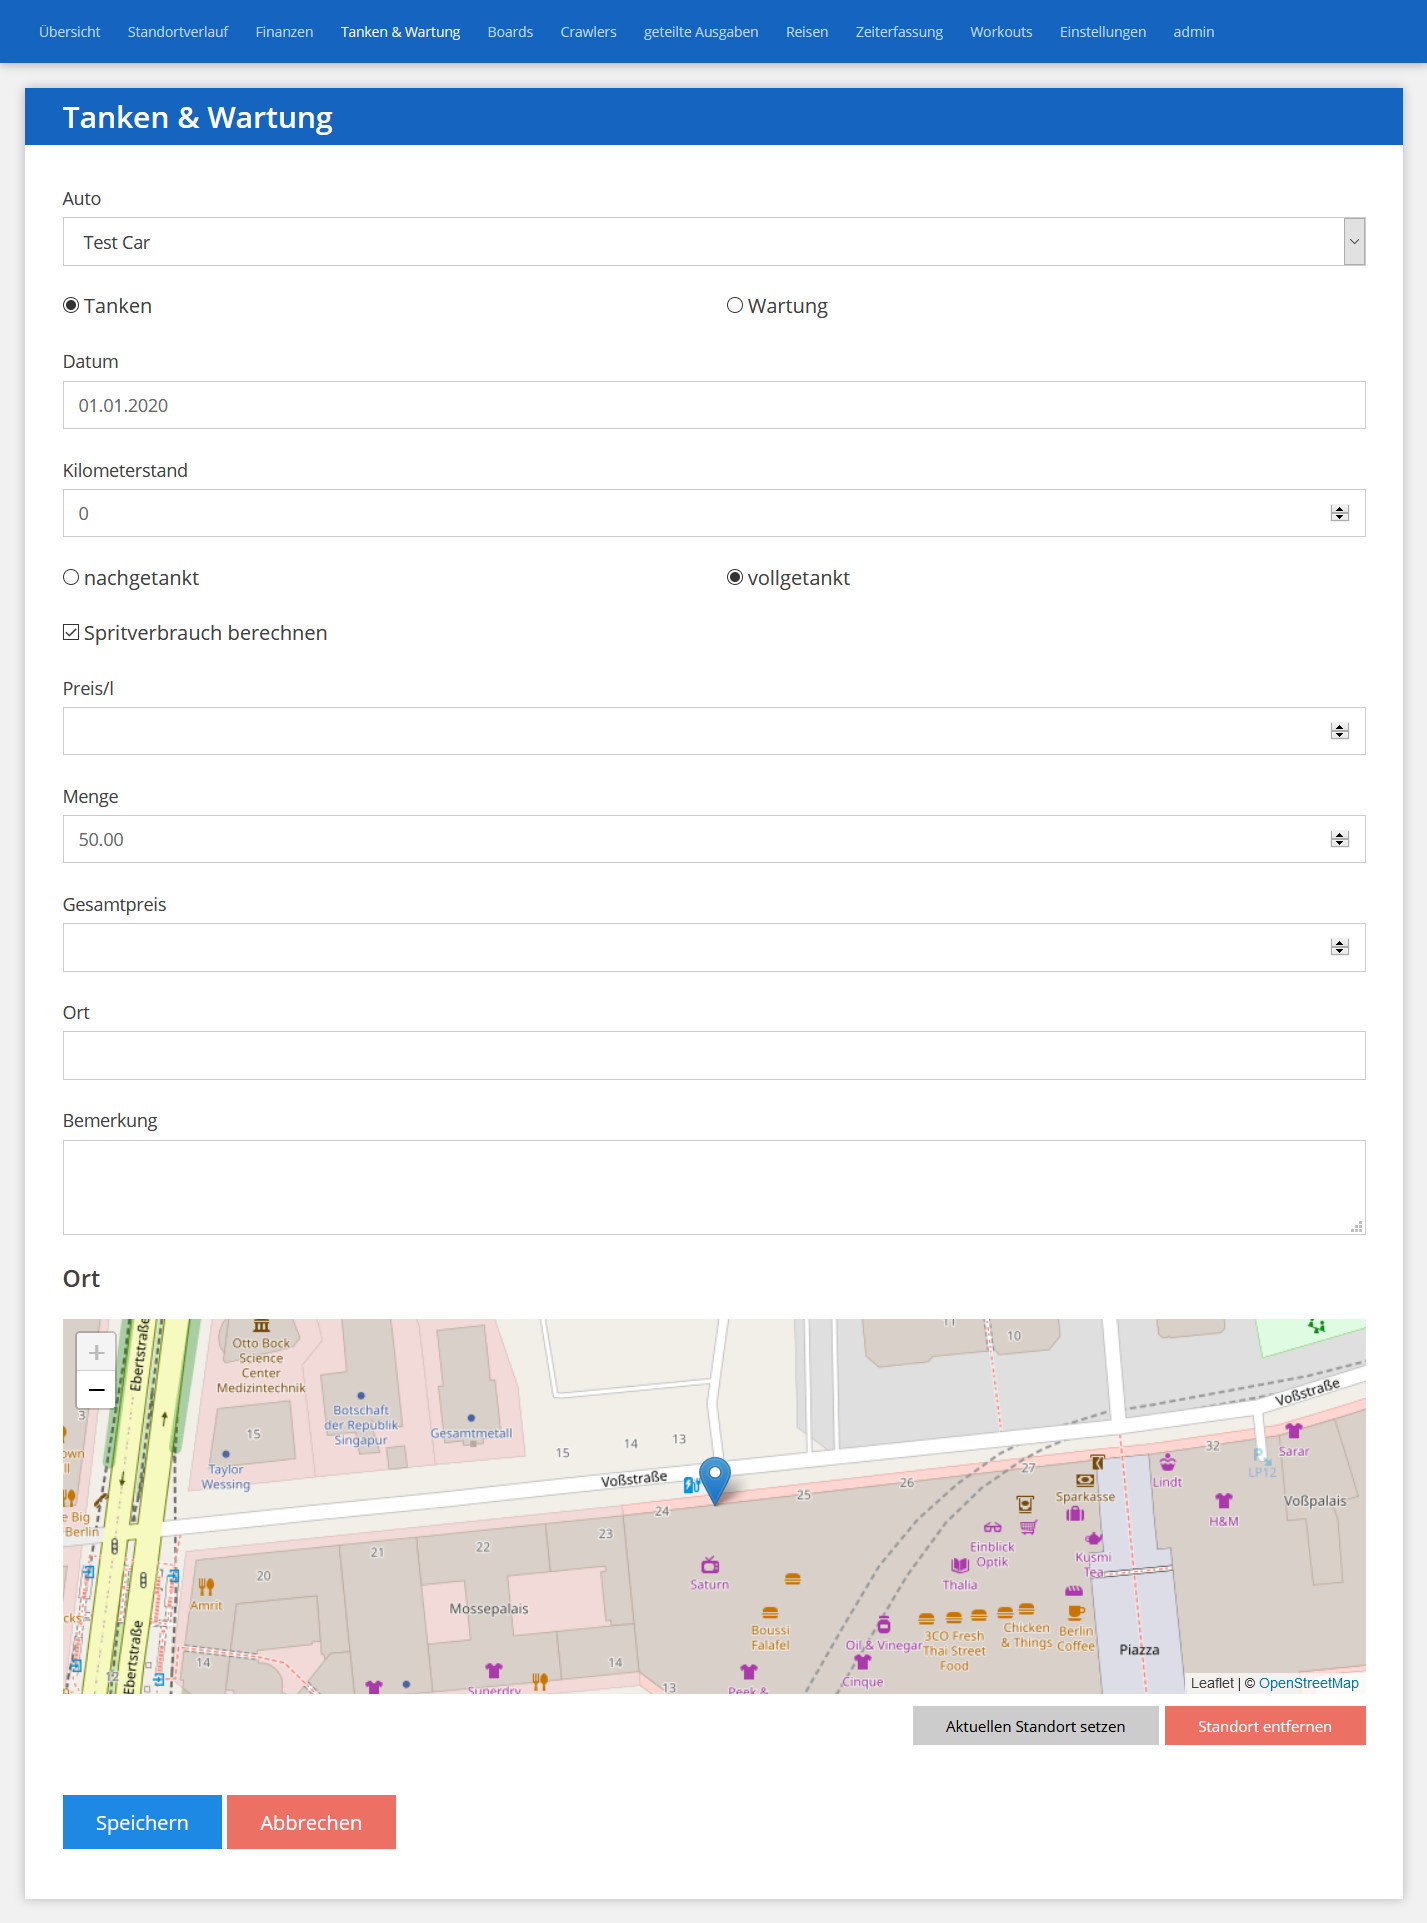 Übersicht Standortverlauf Finanzen Tanken & Wartung Boards Crawlers geteilte Ausgaben Reisen Zeiterfassung Workouts Einstellungen admin
Tanken & Wartung
Auto
Test Car
Tanken Wartung
Datum
01.01.2020
Kilometerstand
0
nachgetankt vollgetankt
Spritverbrauch berechnen
Preis/l
Menge
50.00
Gesamtpreis
Ort
Bemerkung
Ort
+
−
Ebertstraße
Otto Bock
Science
Center
Medizintechnik
11
10
3
15
Botschaft
der Republik
Singapur
Gesamtmetall
15
14
13
Voßstraße
32
Sarar
Taylor
Wessing
Voßstraße
26
27
Lindt
LP12
Sparkasse
Voßpalais
24
25
H&M
e Big
Berlin
23
22
21
20
Einblick
Optik
Kusmi
Tea
Saturn
Thalia
Amrit
Mossepalais
Boussi
Falafel
Oil & Vinegar
3CO Fresh
Thai Street
Food
Chicken
& Things
Berlin
Coffee
Piazza
Ebertstraße
12
14
14
13
Superdry
Peek &
Cinque
Leaflet | © OpenStreetMap
Aktuellen Standort setzen Standort entfernen
Speichern Abbrechen